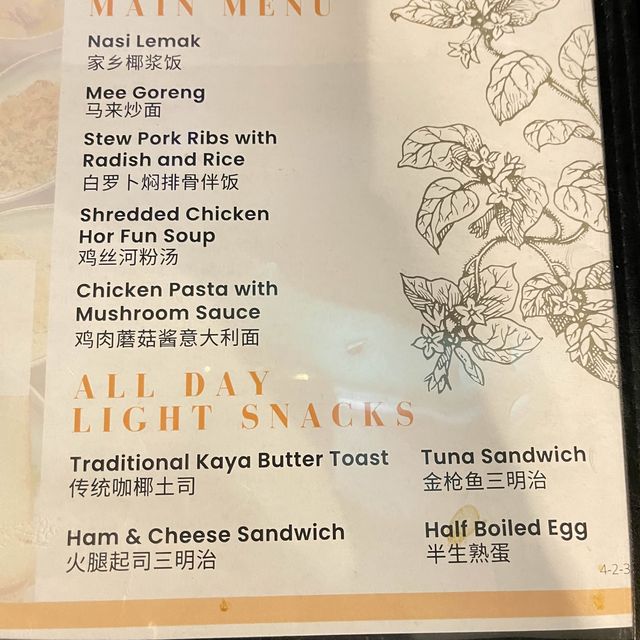 MAIN MENU
Nasi Lemak
家乡椰浆饭
Mee Goreng
马来炒面
Stew Pork Ribs with
Radish and Rice
白罗卜焖排骨伴饭
Shredded Chicken
Hor Fun Soup
鸡丝河粉汤
Chicken Pasta with
Mushroom Sauce
鸡肉蘑菇酱意大利面
ALL DAY
LIGHT SNACKS
Traditional Kaya Butter Toast
传统咖椰土司
Tuna Sandwich
金枪鱼三明治
Ham & Cheese Sandwich
火腿起司三明治
Half Boiled Egg
半生熟蛋
4-2-3